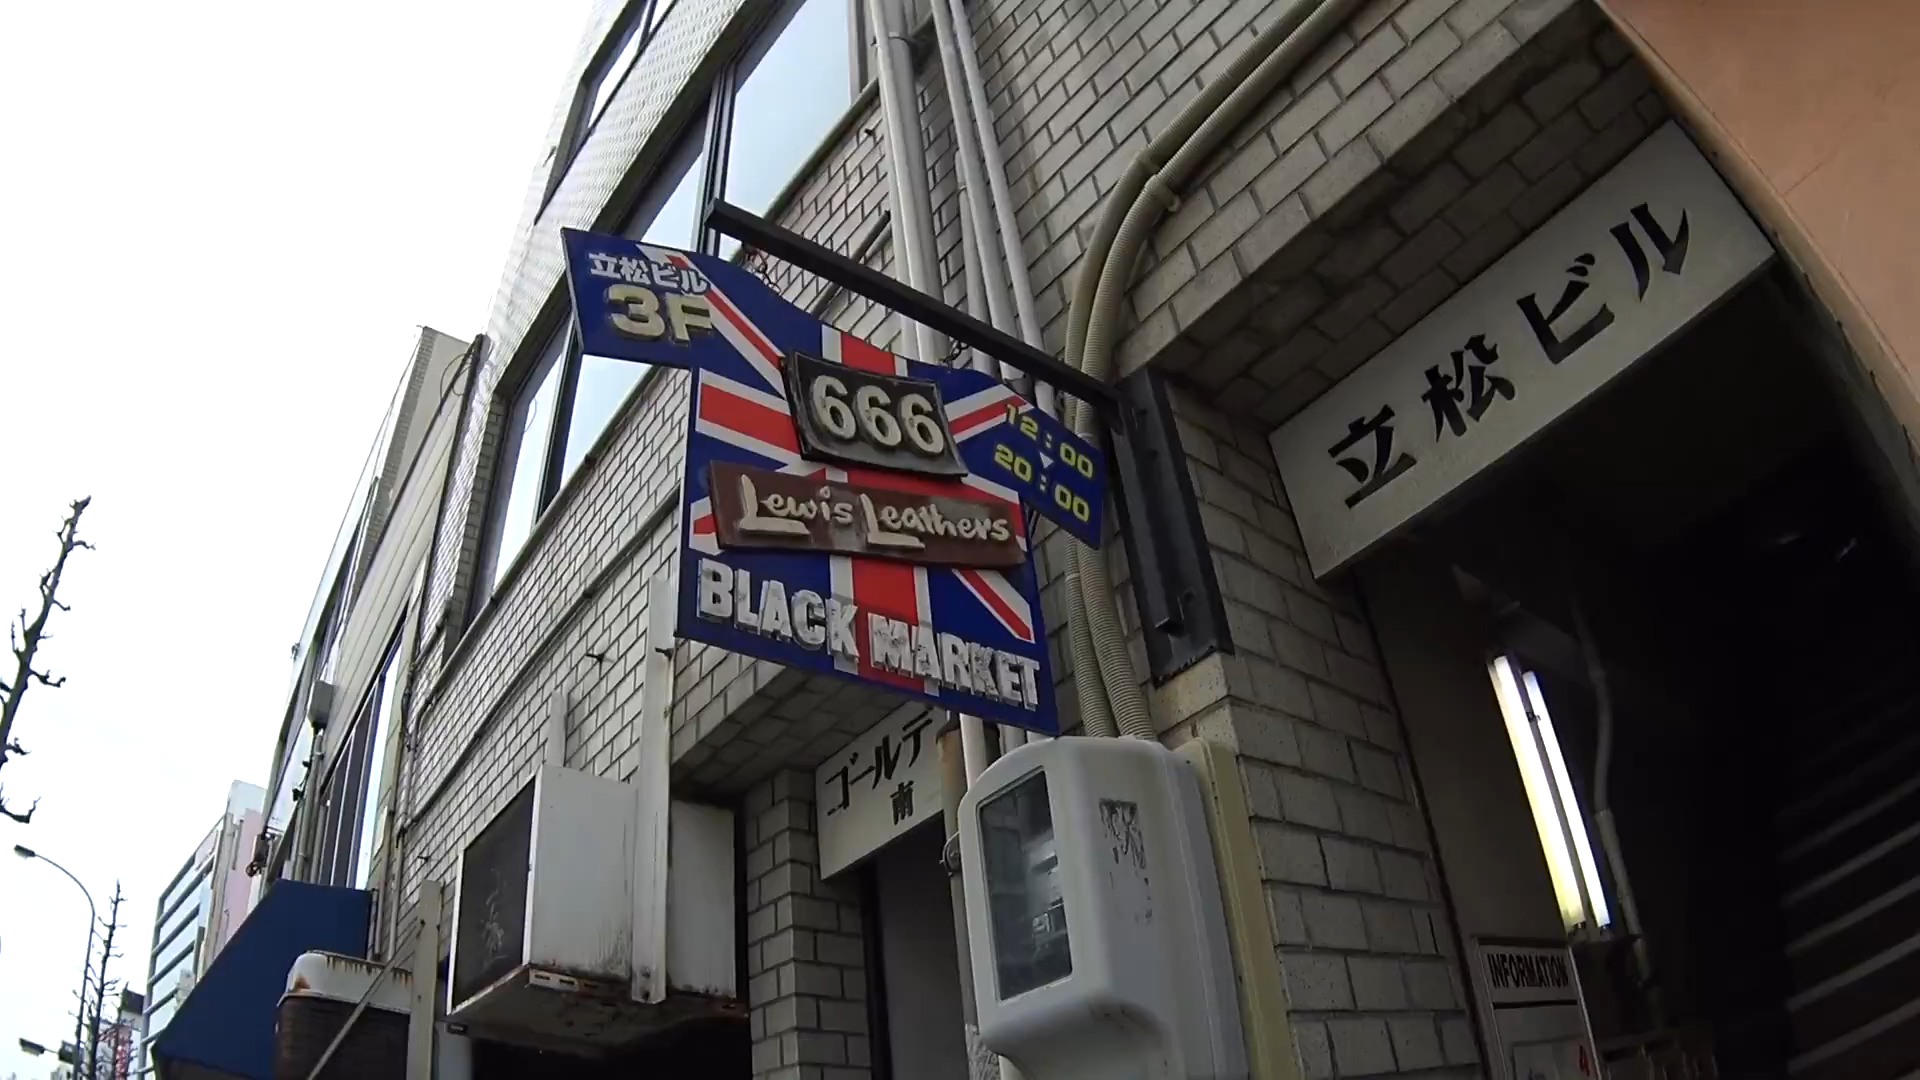 立松ビル
3F
666
12:00
20:00
Lewis Leathers
BLACK MARKET
立松ビル
ゴールデ
南
INFORMATION